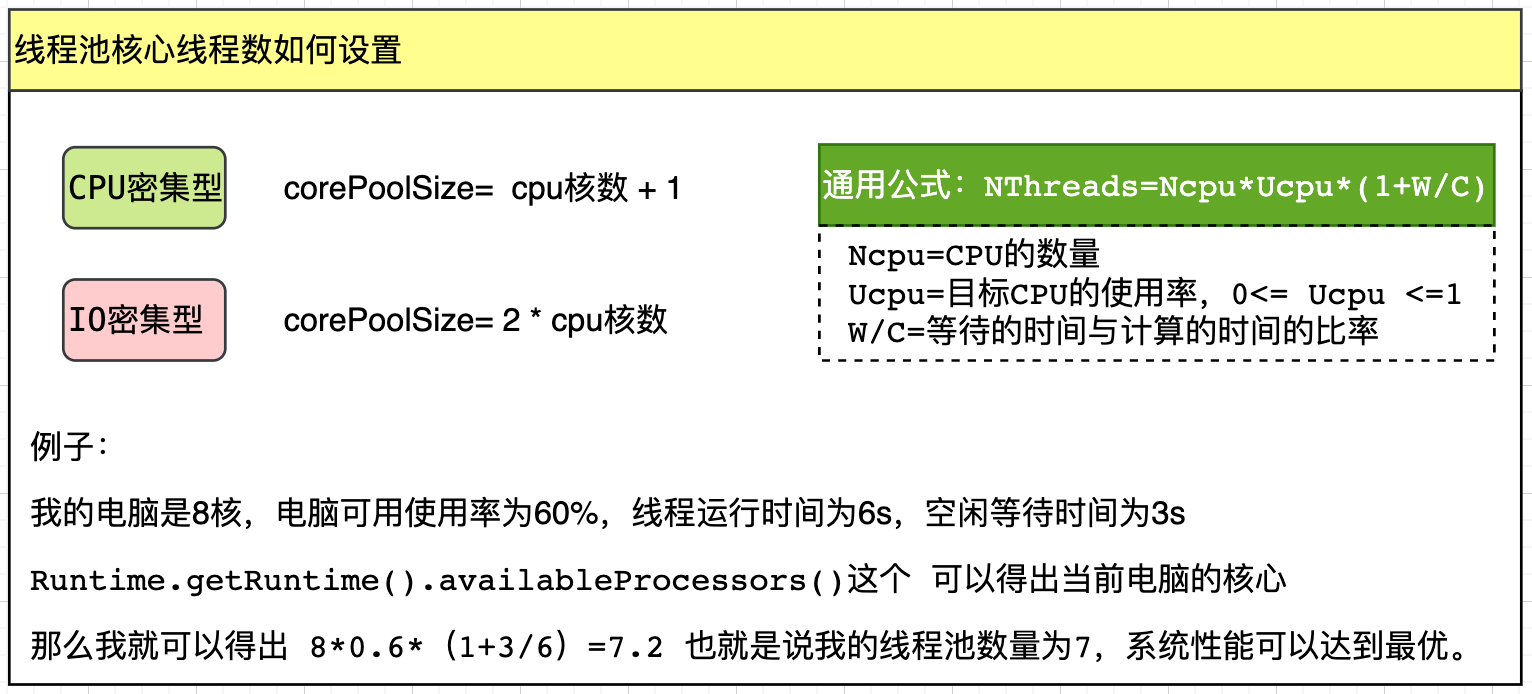 线程池核心线程数如何设置
CPU密集型
corePoolSize= cpu核数 + 1
IO密集型
corePoolSize= 2 * cpu核数
通用公式：NThreads=Ncpu*Ucpu*(1+W/C)
Ncpu=CPU的数量
Ucpu=目标CPU的使用率，0<= Ucpu <=1
W/C=等待的时间与计算的时间的比率
例子：
我的电脑是8核，电脑可用使用率为60%，线程运行时间为6s，空闲等待时间为3s
Runtime.getRuntime().availableProcessors()这个 可以得出当前电脑的核心
那么我就可以得出 8*0.6*（1+3/6）=7.2 也就是说我的线程池数量为7，系统性能可以达到最优。